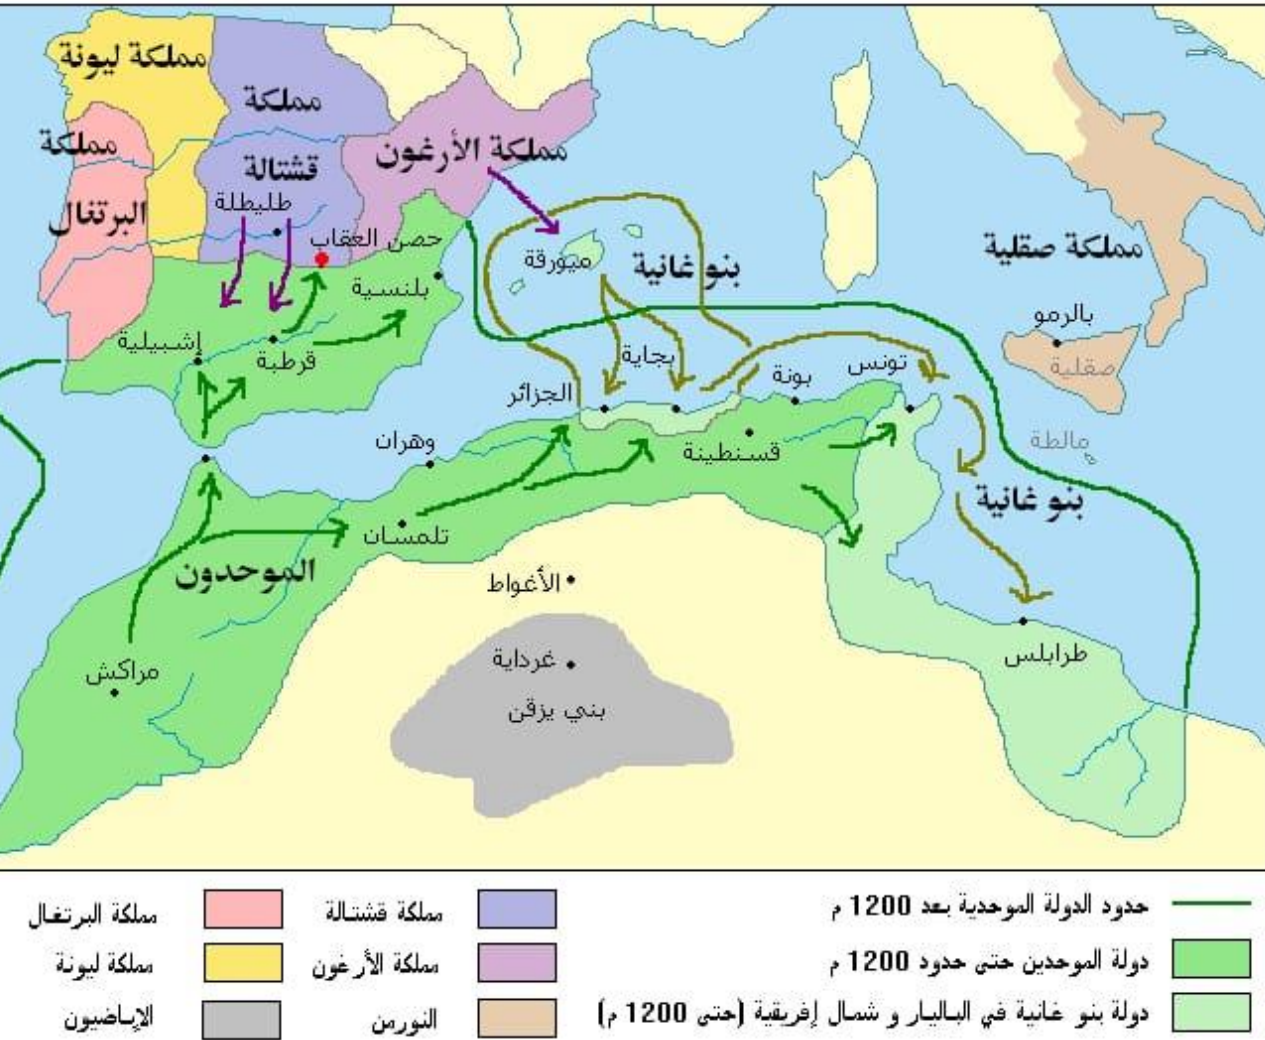 مملكة ليونة
مملكة
قشتالة
مملكة
البرتغال
مملكة الأرغون
طليطلة
حصن العقاب
بلنسية
إشبيلية
قرطبة
ميورقة
بنو غانية
مملكة صقلية
بالرمو
صقلية
مالطة
الجزائر
بجاية
بونة
تونس
وهران
قسنطينة
بنو غانية
تلمسان
الموحدون
الأغواط
غرداية
بني يزقن
مراكش
طرابلس
حدود الدولة الموحدية بعد 1200 م
دولة الموحدين حتى حدود 1200 م
دولة بنو غانية في الباليار و شمال إفريقية (حتى 1200 م)
مملكة قشتالة
مملكة الأرغون
النورمن
مملكة البرتغال
مملكة ليونة
الإباضيون